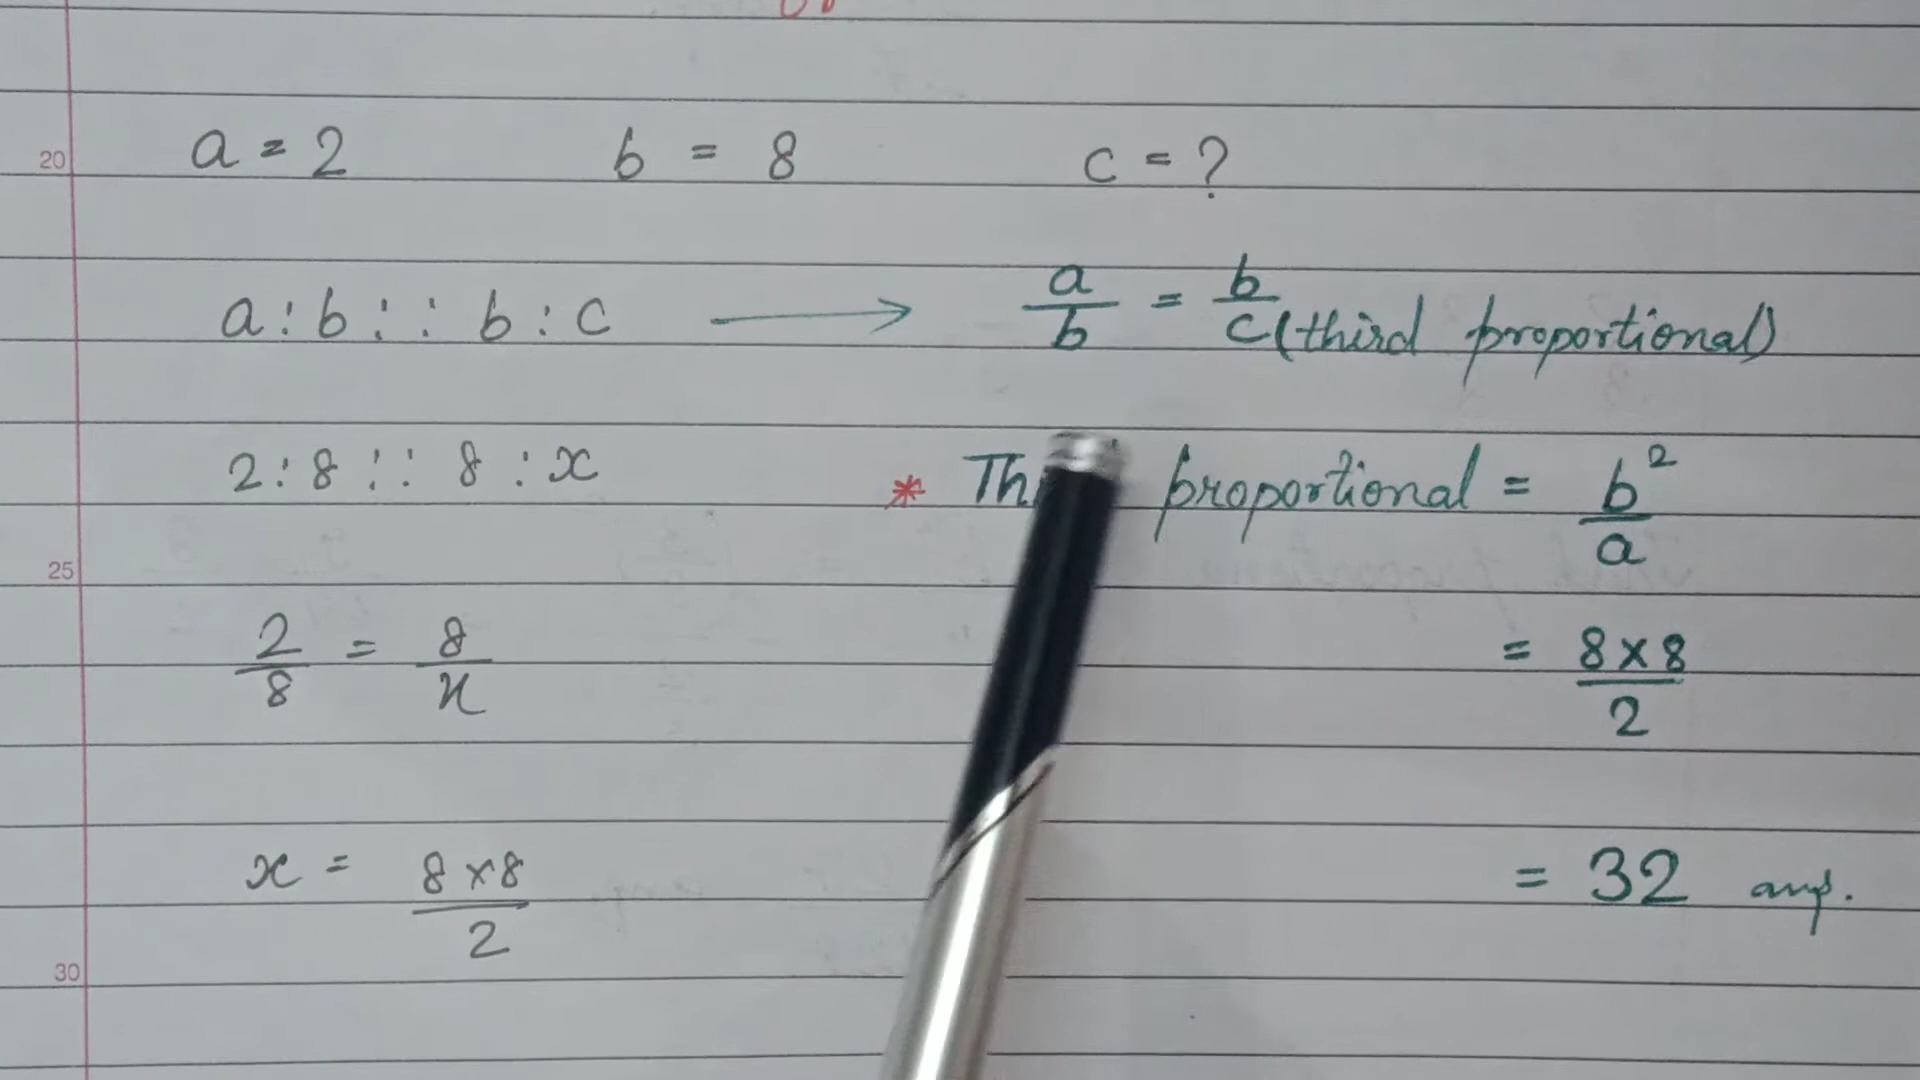 20
a = 2 b = 8 c = ?
a : b : : b : c → a/b = b/c (third proportional)
2 : 8 : : 8 : x * Th proportional = b²/a
25
2/8 = 8/x = 8×8/2
x = 8×8/2 = 32 ans.
30